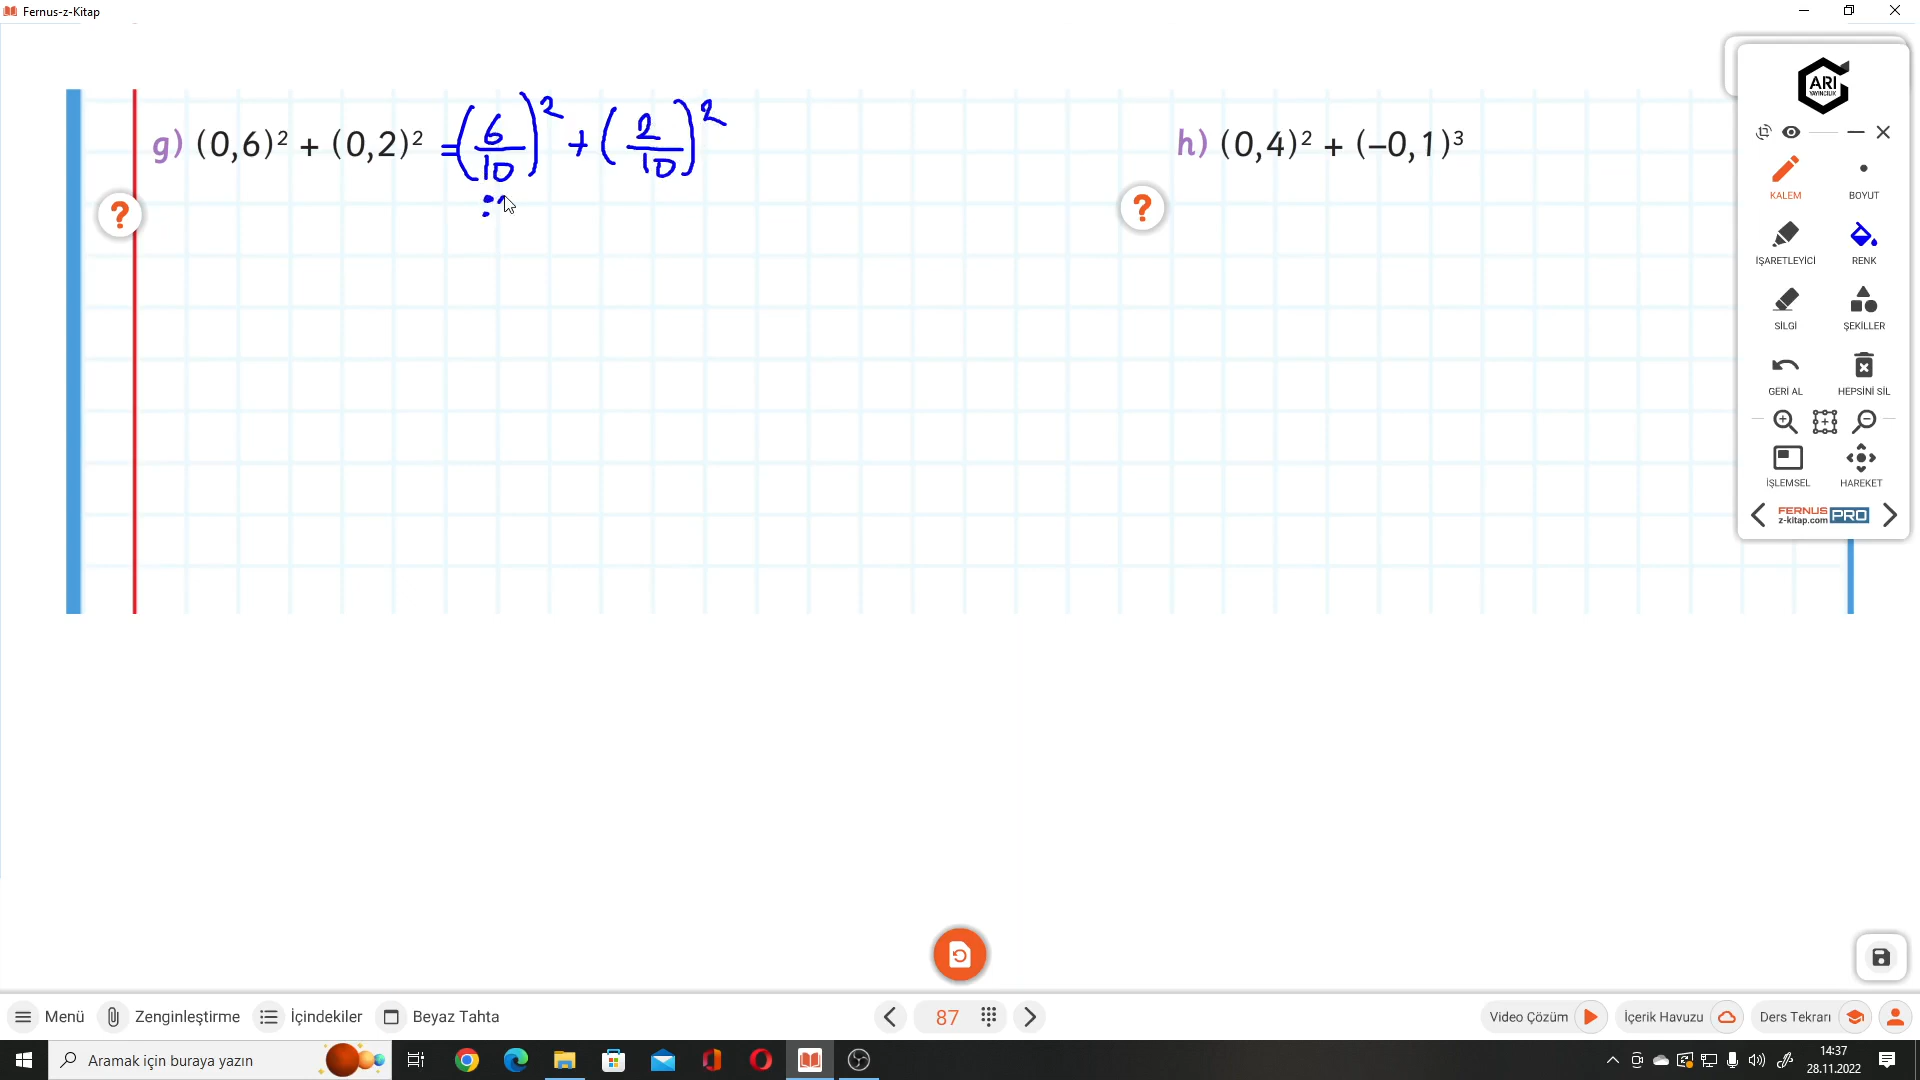 Fernus-z-Kitap
g) (0,6)² + (0,2)² = (6/10)² + (2/10)²
:
h) (0,4)² + (–0,1)³
?
?
ARI
YAYINCILIK
KALEM
BOYUT
İŞARETLEYİCİ
RENK
SİLGİ
ŞEKİLLER
GERİ AL
HEPSİNİ SİL
İŞLEMSEL
HAREKET
FERNUS
z-kitap.com
PRO
Menü
Zenginleştirme
İçindekiler
Beyaz Tahta
87
Video Çözüm
İçerik Havuzu
Ders Tekrarı
Aramak için buraya yazın
14:37
28.11.2022